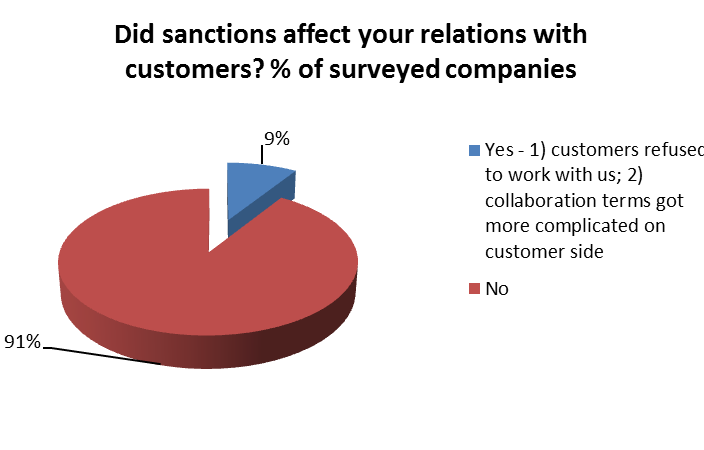 Did sanctions affect your relations with
customers? % of surveyed companies
9%
Yes - 1) customers refused
to work with us; 2)
collaboration terms got
more complicated on
customer side
No
91%